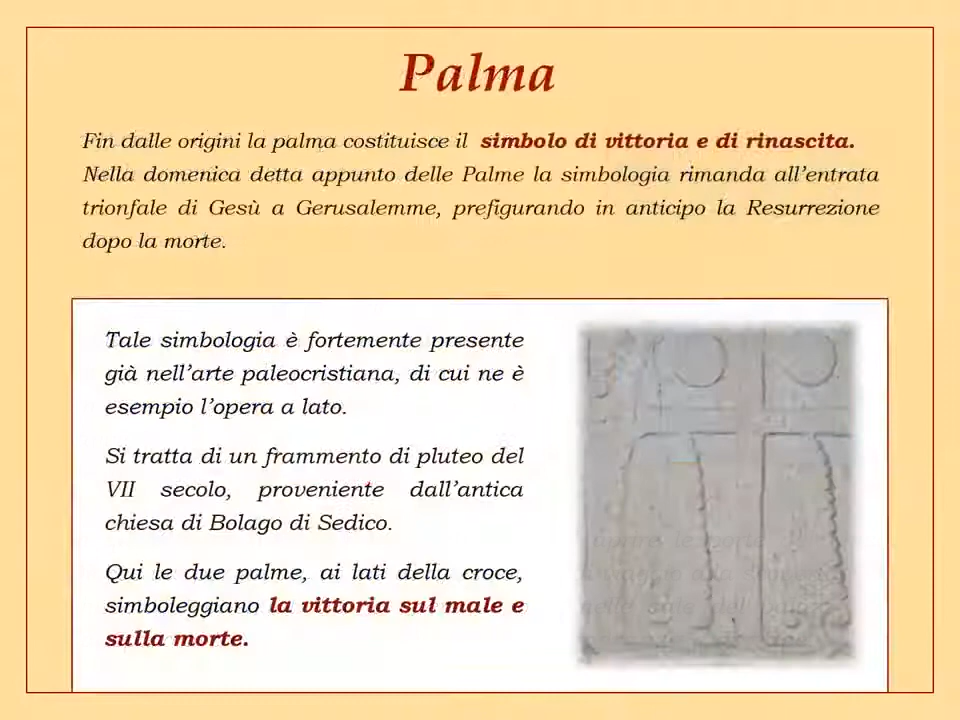 Palma
Fin dalle origini la palma costituisce il simbolo di vittoria e di rinascita.
Nella domenica detta appunto delle Palme la simbologia rimanda all’entrata
trionfale di Gesù a Gerusalemme, prefigurando in anticipo la Resurrezione
dopo la morte.
Tale simbologia è fortemente presente
già nell’arte paleocristiana, di cui ne è
esempio l’opera a lato.
Si tratta di un frammento di pluteo del
VII secolo, proveniente dall’antica
chiesa di Bolago di Sedico.
Qui le due palme, ai lati della croce,
simboleggiano la vittoria sul male e
sulla morte.